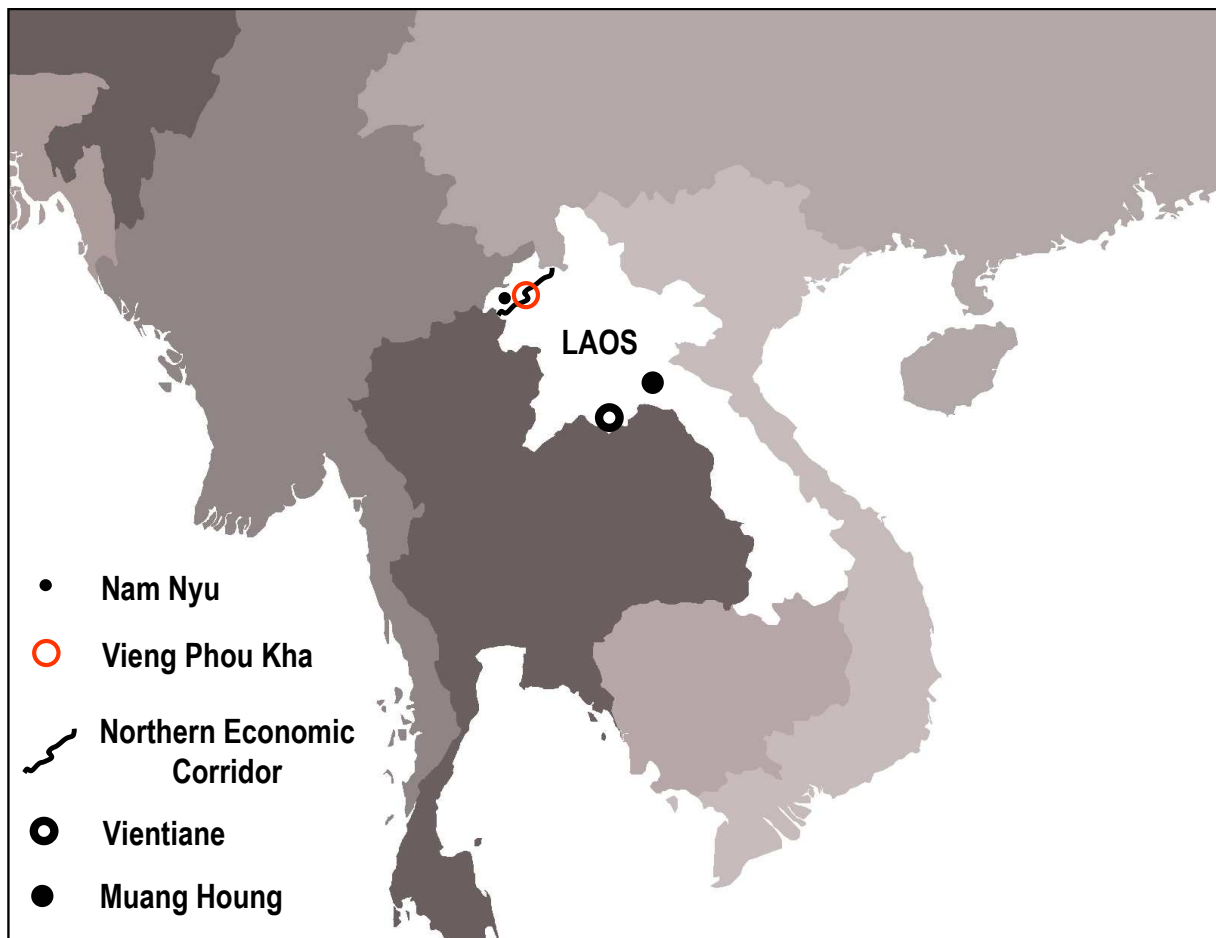 LAOS
Nam Nyu
Vieng Phou Kha
Northern Economic
Corridor
Vientiane
Muang Houng